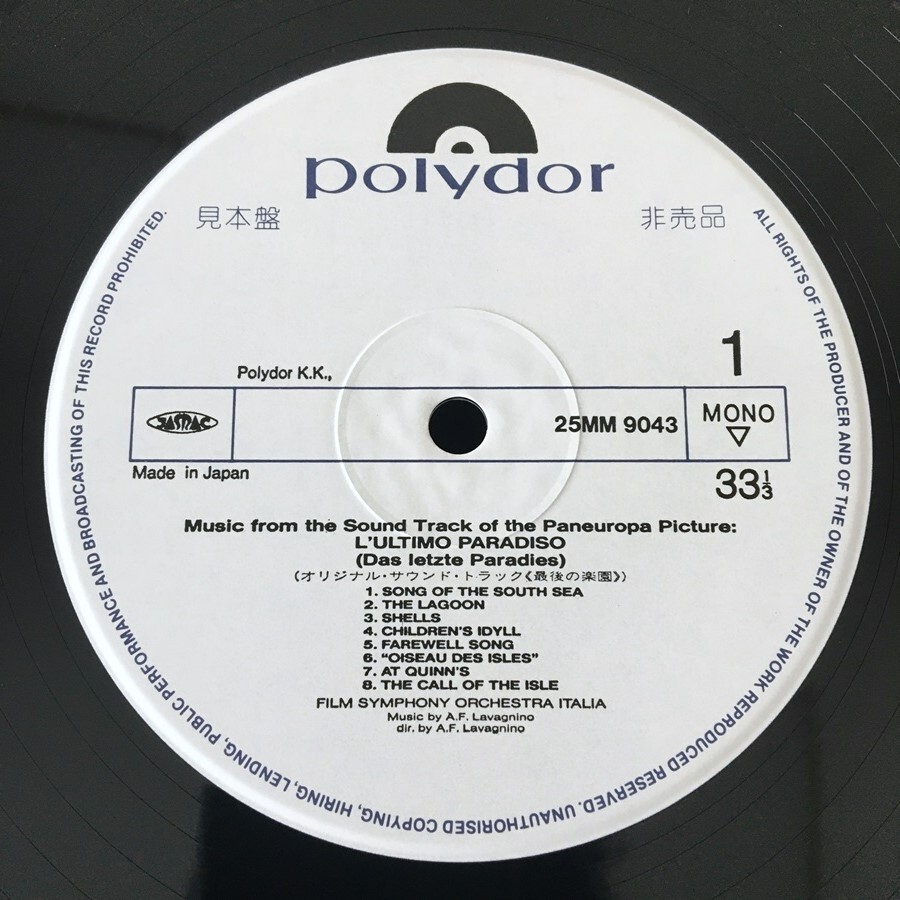 polydor
見本盤
非売品
1
Polydor K.K.,
JASRAC
25MM 9043
MONO
Made in Japan
33⅓
Music from the Sound Track of the Paneuropa Picture:
L'ULTIMO PARADISO
(Das letzte Paradies)
(オリジナル・サウンド・トラック《最後の楽園》)
1. SONG OF THE SOUTH SEA
2. THE LAGOON
3. SHELLS
4. CHILDREN'S IDYLL
5. FAREWELL SONG
6. "OISEAU DES ISLES"
7. AT QUINN'S
8. THE CALL OF THE ISLE
FILM SYMPHONY ORCHESTRA ITALIA
Music by A.F. Lavagnino
dir. by A.F. Lavagnino
ALL RIGHTS OF THE PRODUCER AND OF THE OWNER OF THE WORK REPRODUCED RESERVED. UNAUTHORISED COPYING, HIRING, LENDING, PUBLIC PERFORMANCE AND BROADCASTING OF THIS RECORD PROHIBITED.